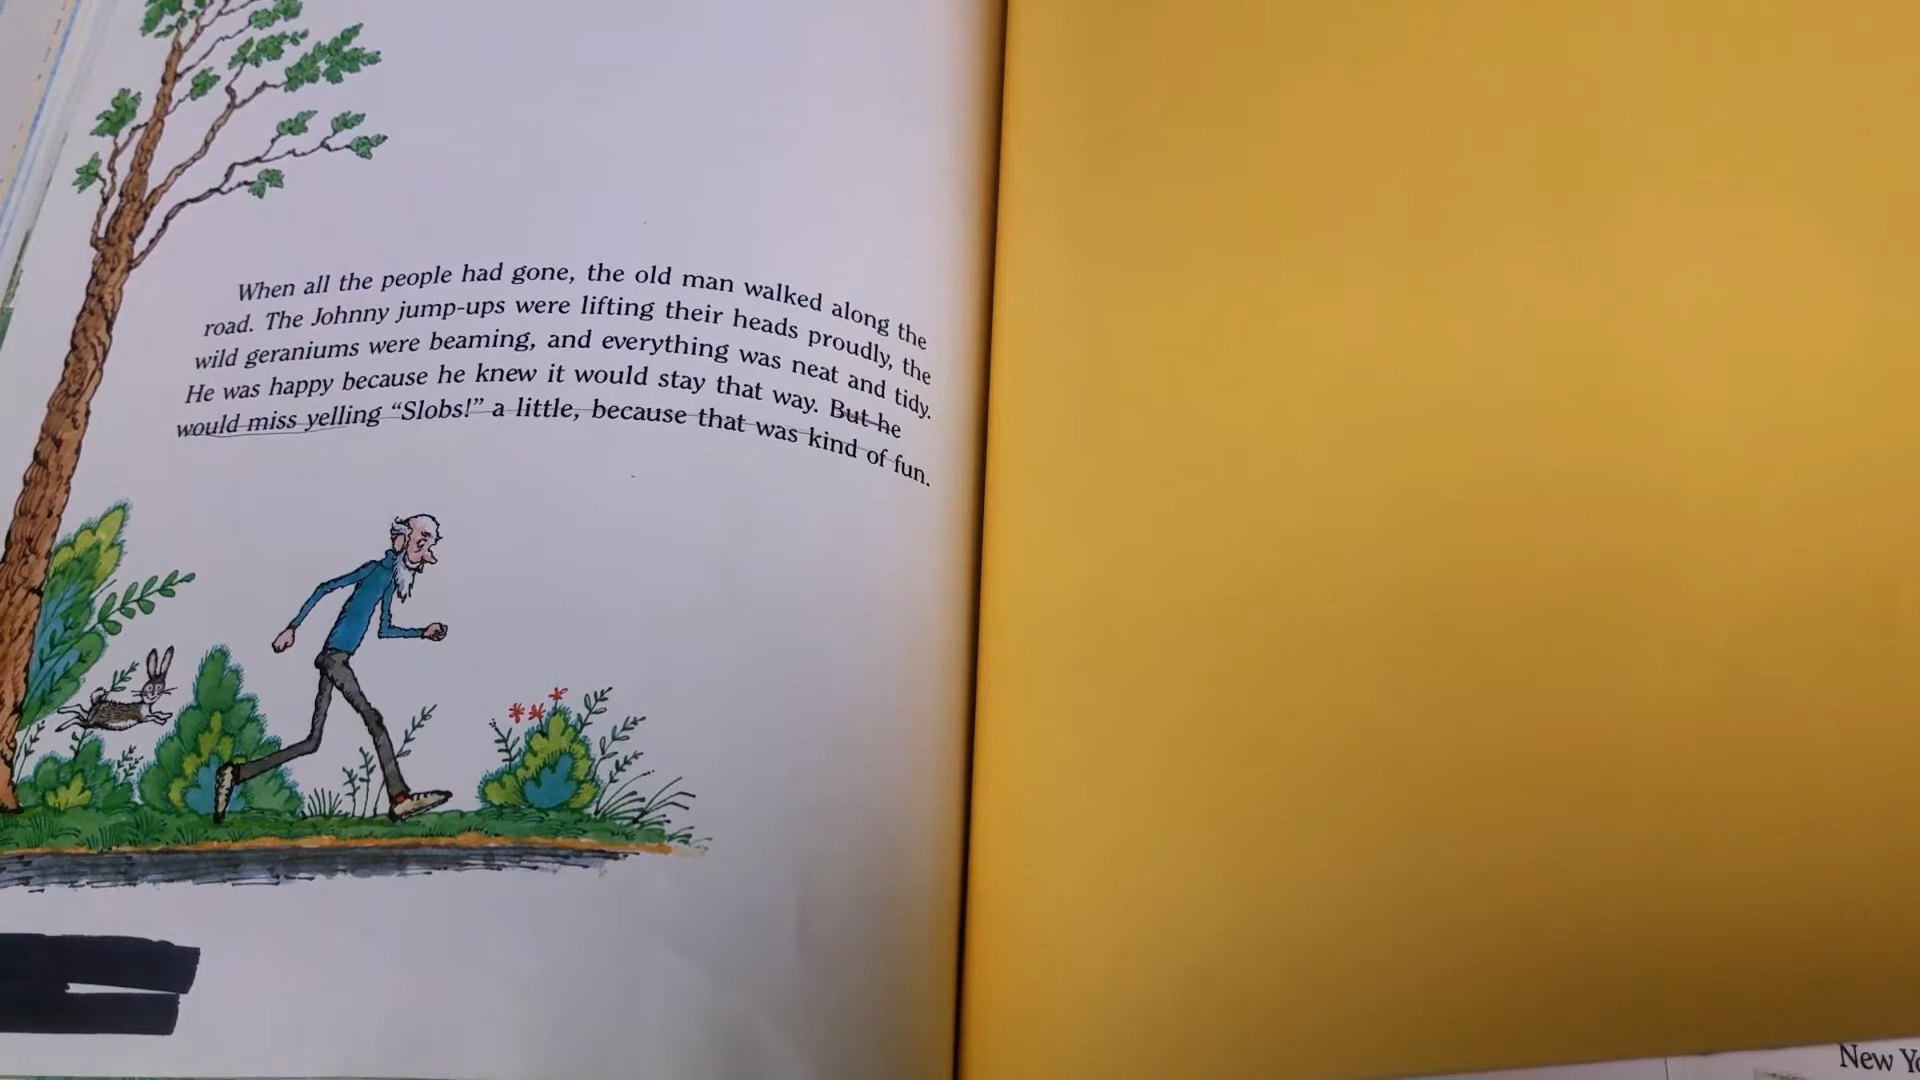 When all the people had gone, the old man walked along the
road. The Johnny jump-ups were lifting their heads proudly, the
wild geraniums were beaming, and everything was neat and tidy.
He was happy because he knew it would stay that way. But he
would miss yelling “Slobs!” a little, because that was kind of fun.
New Yo